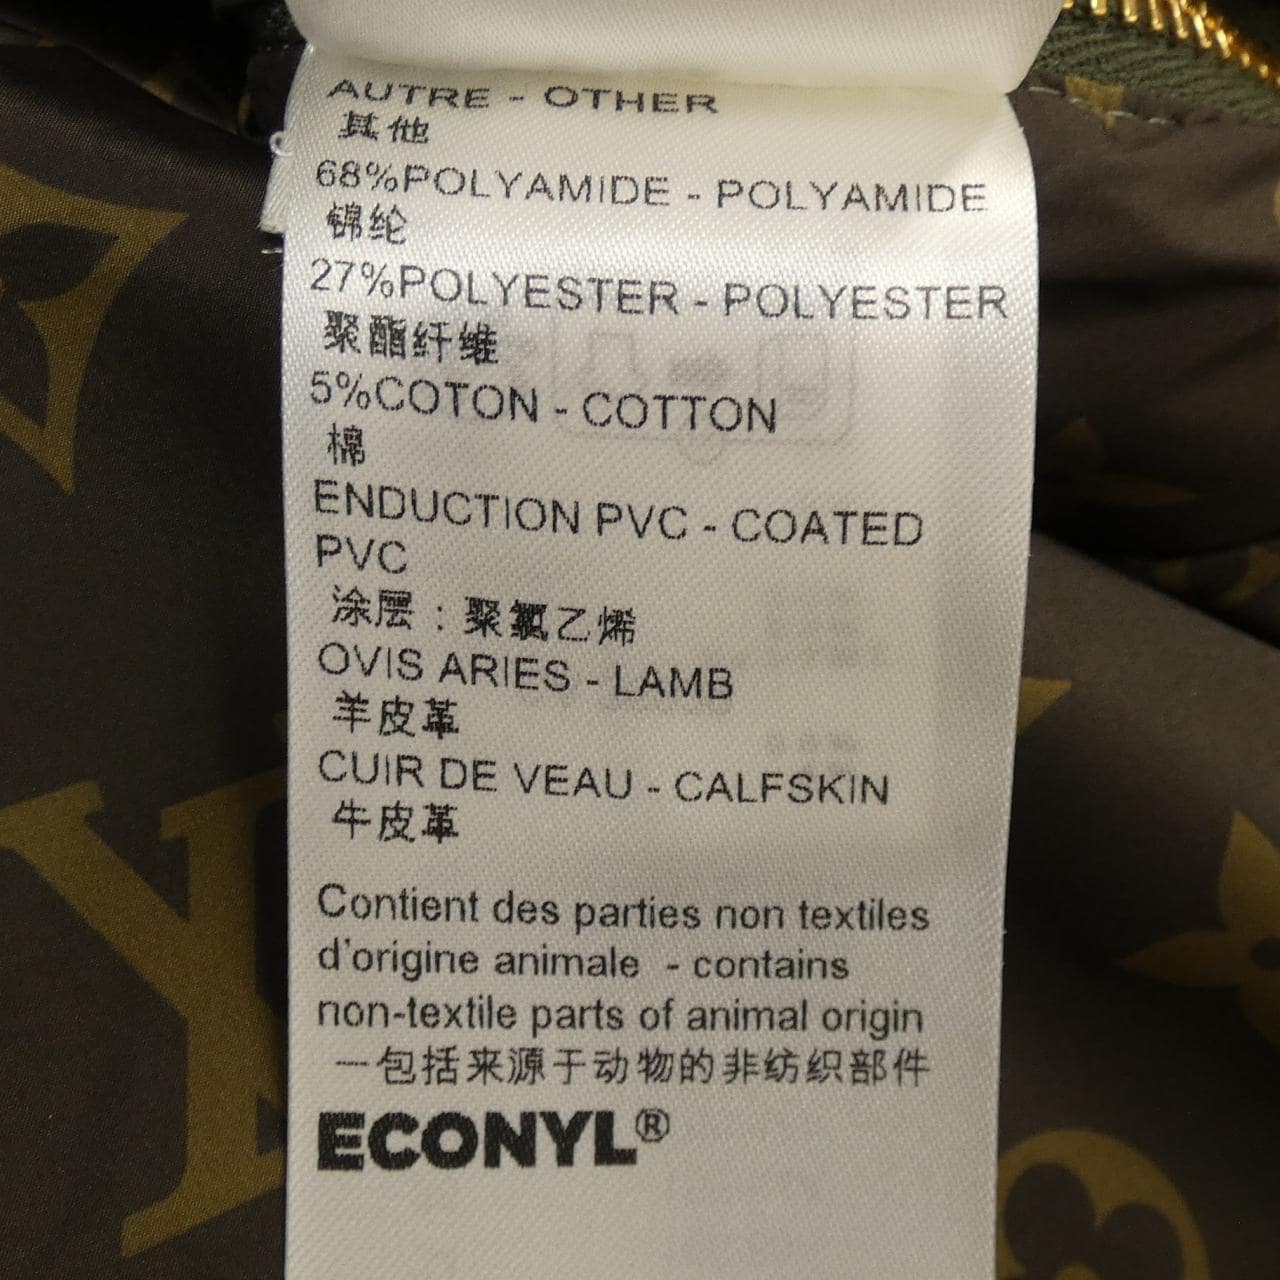 AUTRE - OTHER
其他
68%POLYAMIDE - POLYAMIDE
锦纶
27%POLYESTER - POLYESTER
聚酯纤维
5%COTON - COTTON
棉
ENDUCTION PVC - COATED
PVC
涂层：聚氯乙烯
OVIS ARIES - LAMB
羊皮革
CUIR DE VEAU - CALFSKIN
牛皮革
Contient des parties non textiles
d'origine animale - contains
non-textile parts of animal origin
一包括来源于动物的非纺织部件
ECONYL®